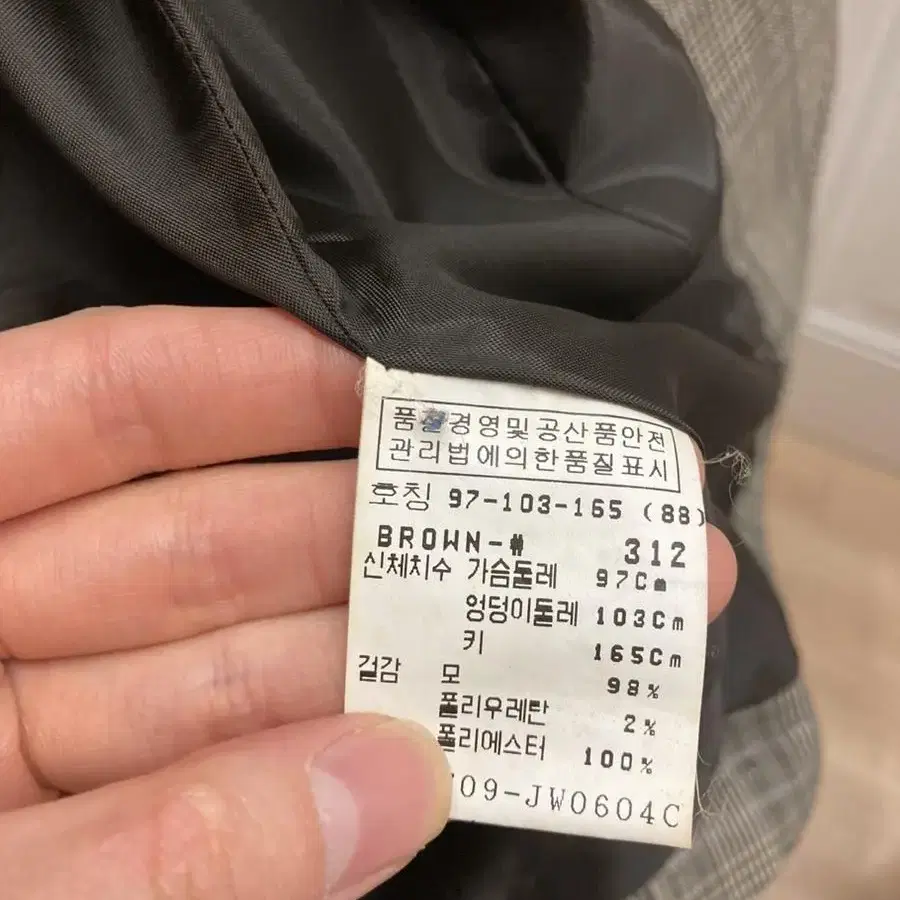 품질경영및공산품안전
관리법에의한품질표시
호칭 97-103-165 (88)
BROWN-# 312
신체치수 가슴둘레 97Cm
엉덩이둘레 103Cm
키 165Cm
겉감 모 98%
폴리우레탄 2%
폴리에스터 100%
09-JW0604C